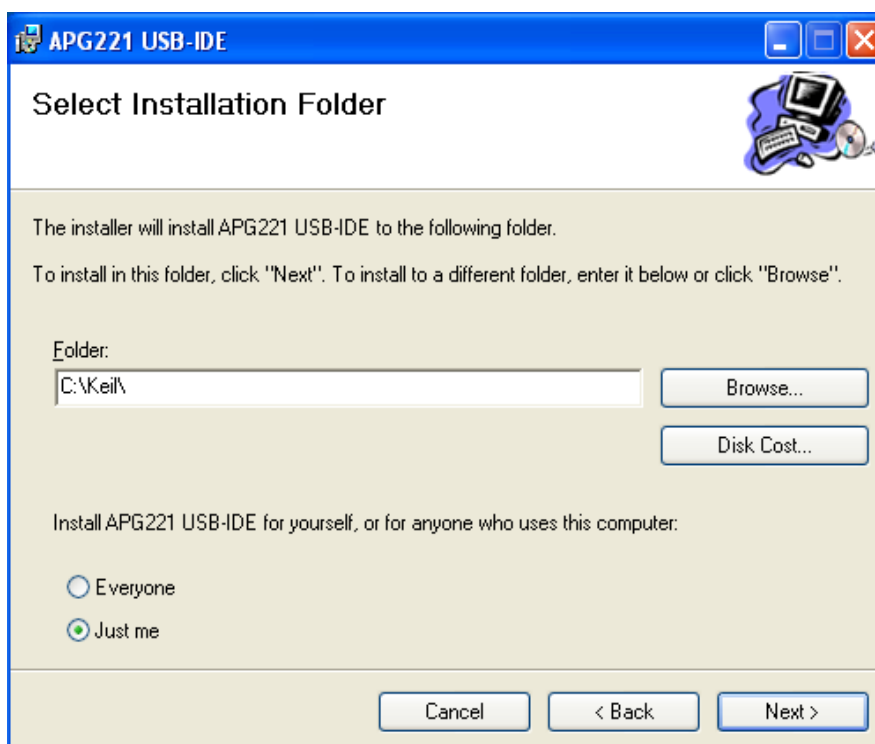 APG221 USB-IDE
Select Installation Folder
The installer will install APG221 USB-IDE to the following folder.
To install in this folder, click "Next". To install to a different folder, enter it below or click "Browse".
Folder:
C:\Keil\
Browse...
Disk Cost...
Install APG221 USB-IDE for yourself, or for anyone who uses this computer:
Everyone
Just me
Cancel
< Back
Next >